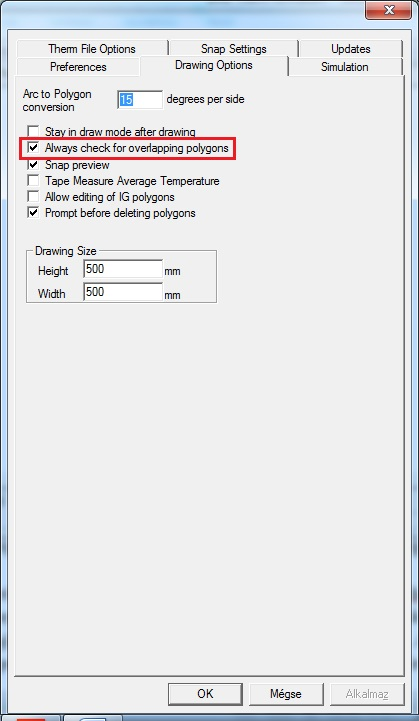 Therm File Options Snap Settings Updates
Preferences Drawing Options Simulation
Arc to Polygon
conversion 15 degrees per side
Stay in draw mode after drawing
Always check for overlapping polygons
Snap preview
Tape Measure Average Temperature
Allow editing of IG polygons
Prompt before deleting polygons
Drawing Size
Height 500 mm
Width 500 mm
OK Mégse Alkalmaz